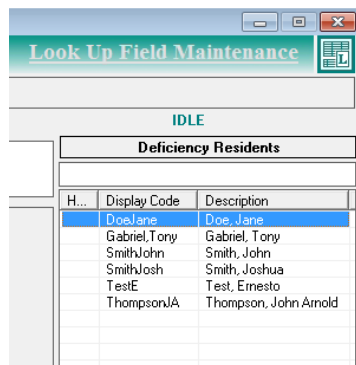 Look Up Field Maintenance
IDLE
Deficiency Residents
H... Display Code Description
DoeJane Doe, Jane
Gabriel,Tony Gabriel, Tony
SmithJohn Smith, John
SmithJosh Smith, Joshua
TestE Test, Ernesto
ThompsonJA Thompson, John Arnold